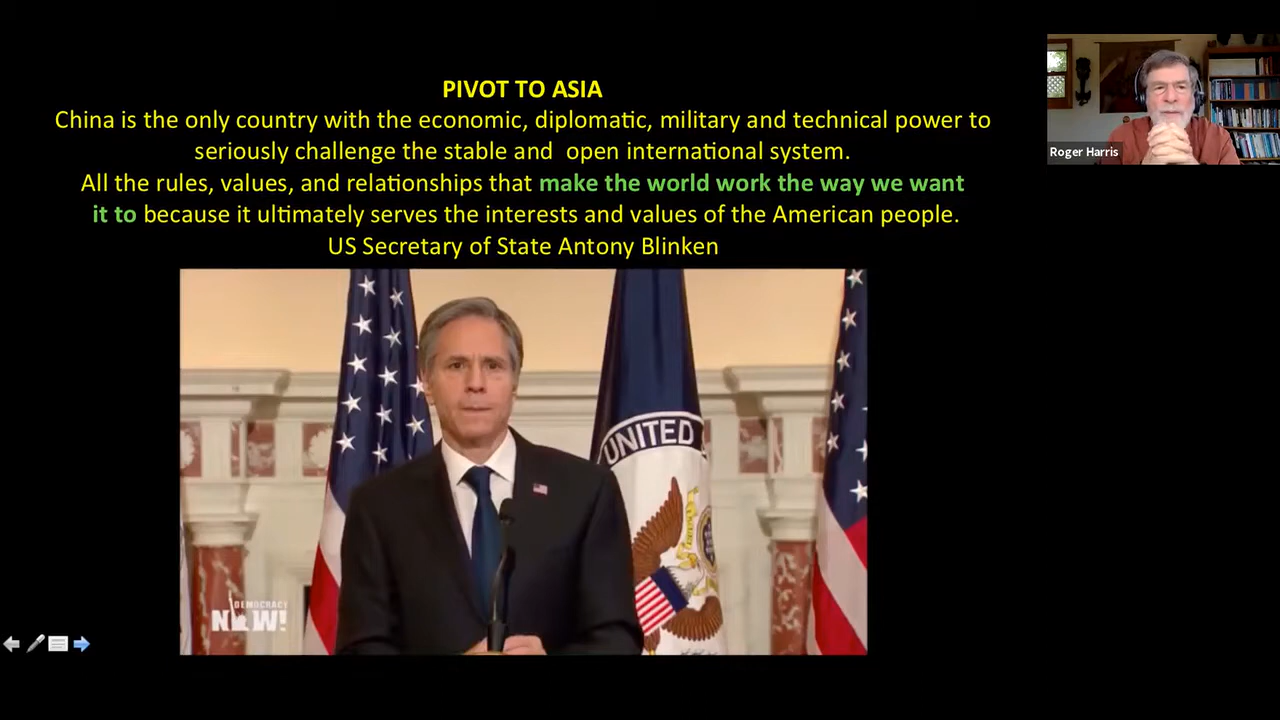 PIVOT TO ASIA
China is the only country with the economic, diplomatic, military and technical power to
seriously challenge the stable and  open international system.
All the rules, values, and relationships that make the world work the way we want
it to because it ultimately serves the interests and values of the American people.
US Secretary of State Antony Blinken
Roger Harris
UNITED
DEMOCRACY
NOW!